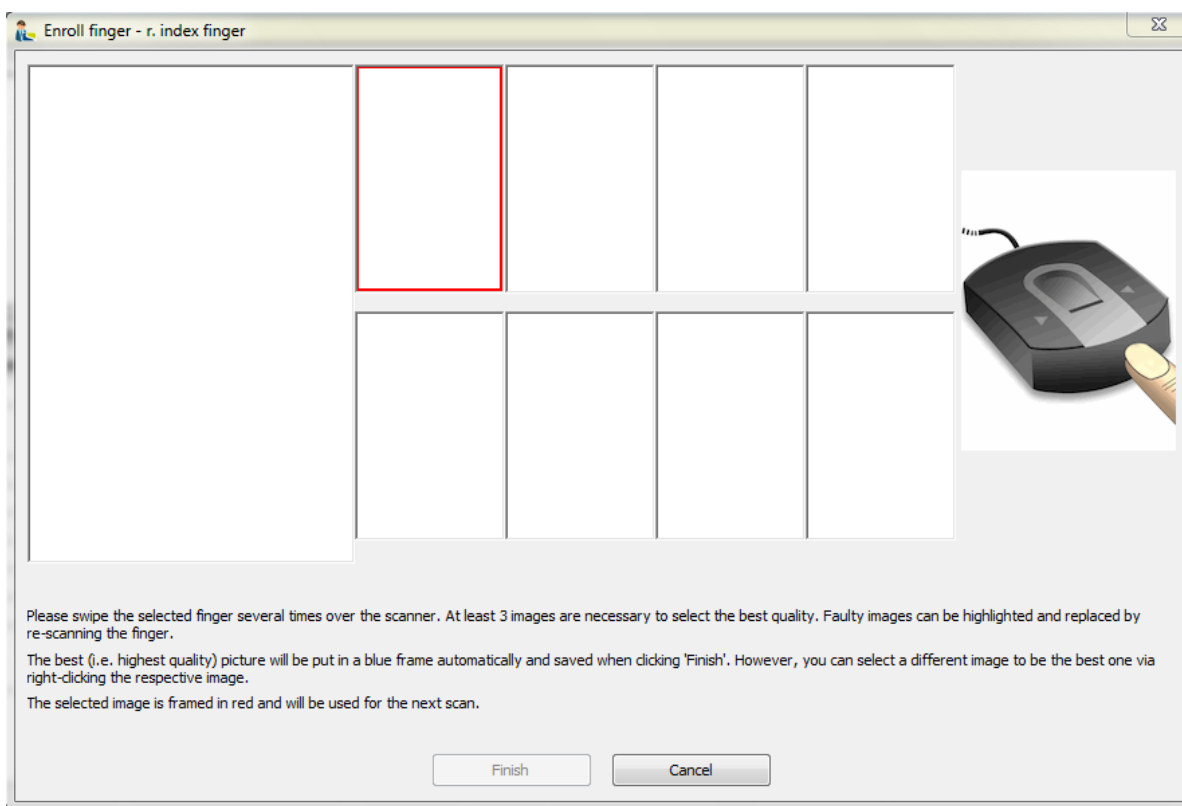 Enroll finger - r. index finger
Please swipe the selected finger several times over the scanner. At least 3 images are necessary to select the best quality. Faulty images can be highlighted and replaced by
re-scanning the finger.
The best (i.e. highest quality) picture will be put in a blue frame automatically and saved when clicking 'Finish'. However, you can select a different image to be the best one via
right-clicking the respective image.
The selected image is framed in red and will be used for the next scan.
Finish
Cancel